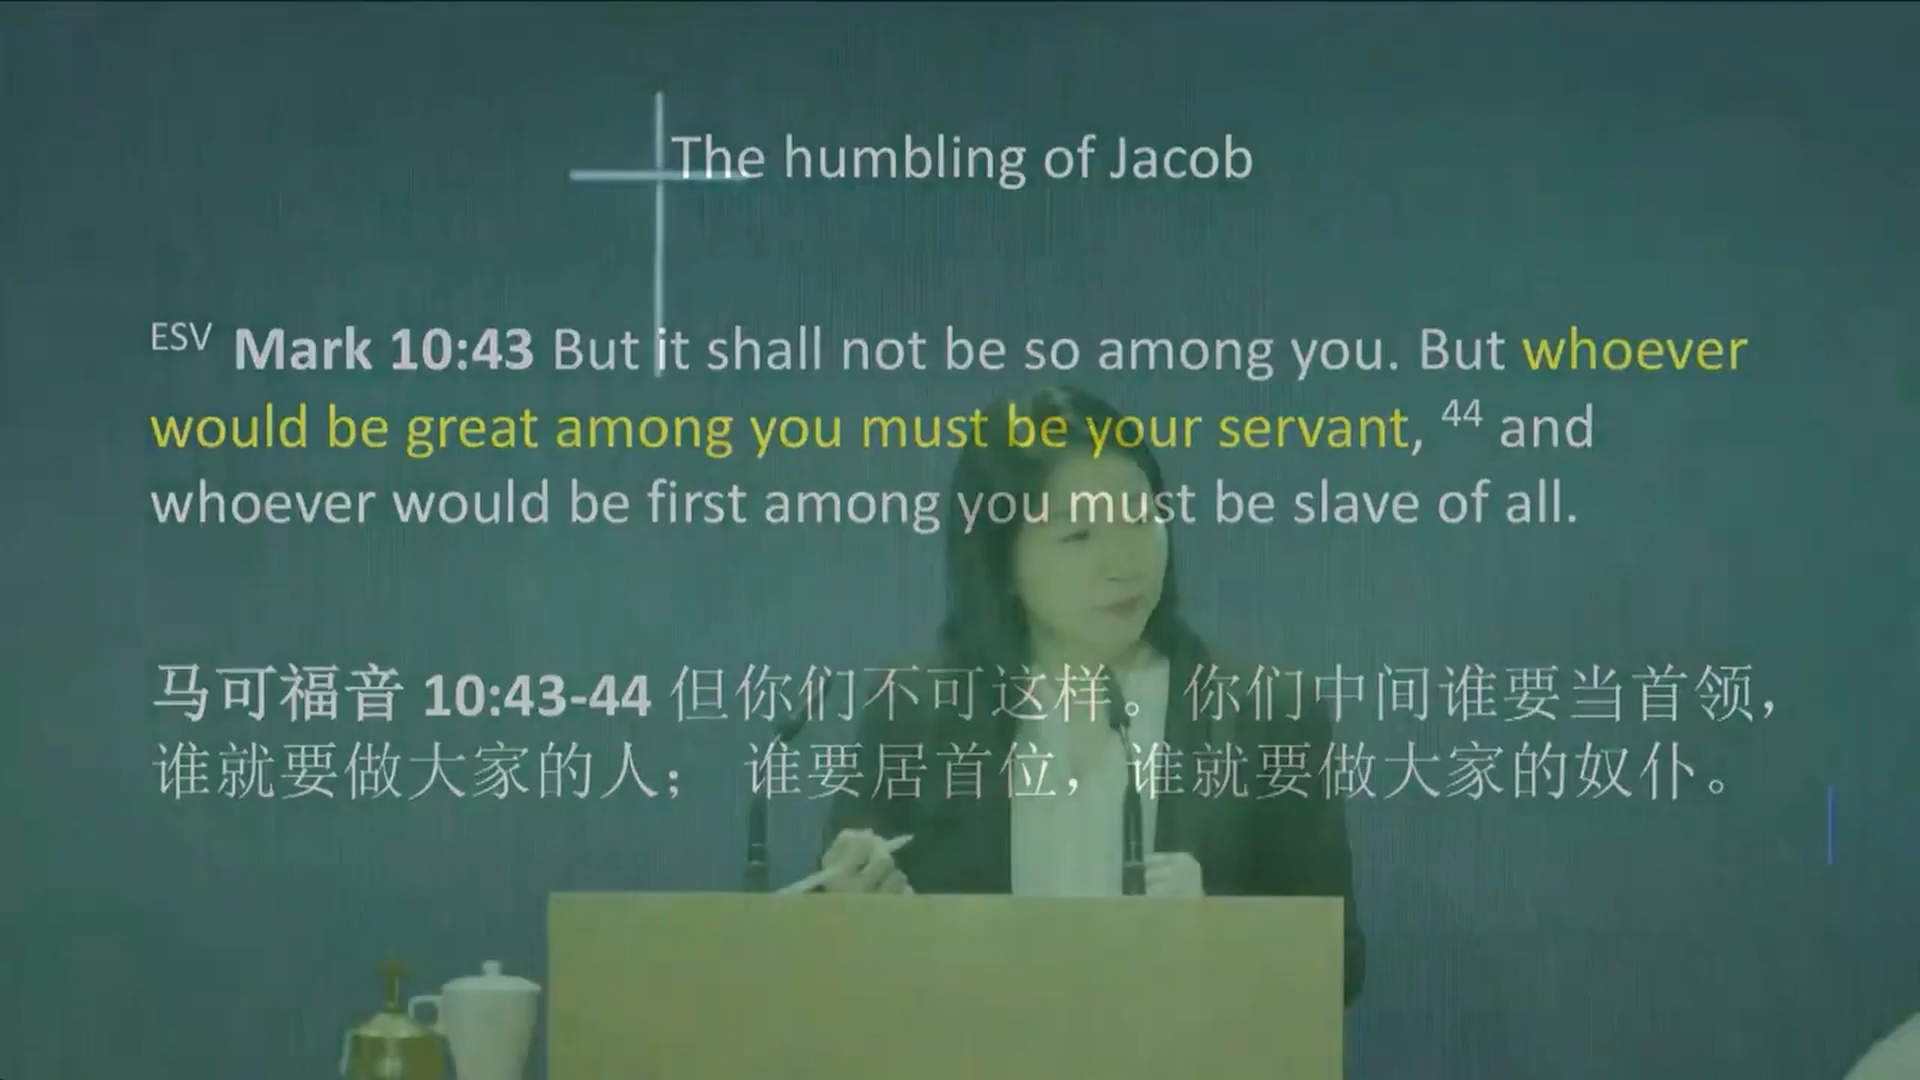 The humbling of Jacob
ESV Mark 10:43 But it shall not be so among you. But whoever
would be great among you must be your servant, 44 and
whoever would be first among you must be slave of all.
马可福音 10:43-44 但你们不可这样。你们中间谁要当首领，
谁就要做大家的人； 谁要居首位，谁就要做大家的奴仆。